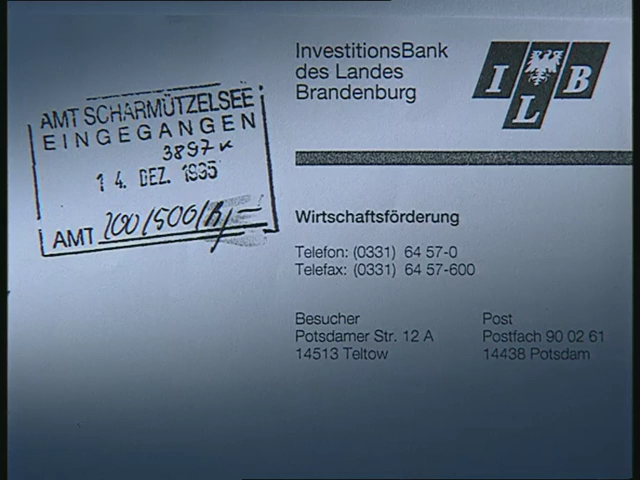 InvestitionsBank
des Landes
Brandenburg
I L B
AMT SCHARMÜTZELSEE
EINGEGANGEN
3897
14. DEZ. 1995
AMT 200/506/
Wirtschaftsförderung
Telefon: (0331) 64 57-0
Telefax: (0331) 64 57-600
Besucher
Potsdamer Str. 12 A
14513 Teltow
Post
Postfach 90 02 61
14438 Potsdam